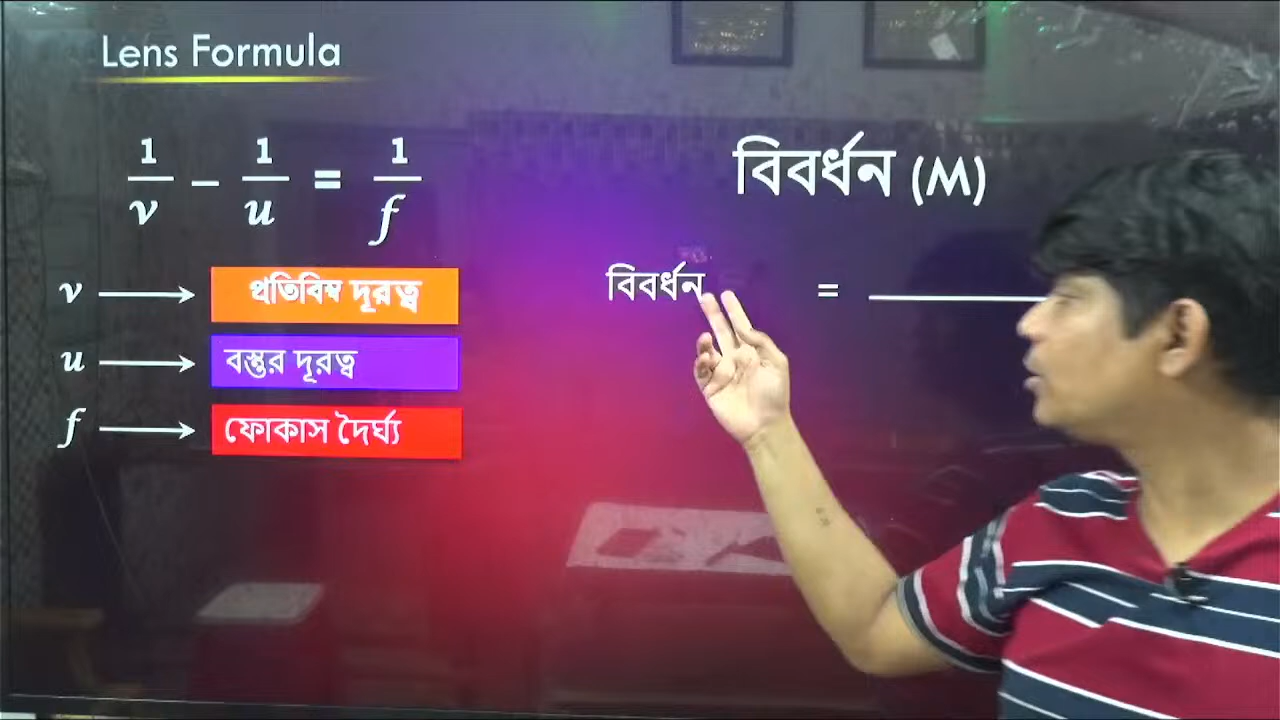 Lens Formula
1/v − 1/u = 1/f
v → প্রতিবিম্ব দূরত্ব
u → বস্তুর দূরত্ব
f → ফোকাস দৈর্ঘ্য
বিবর্ধন (M)
বিবর্ধন =